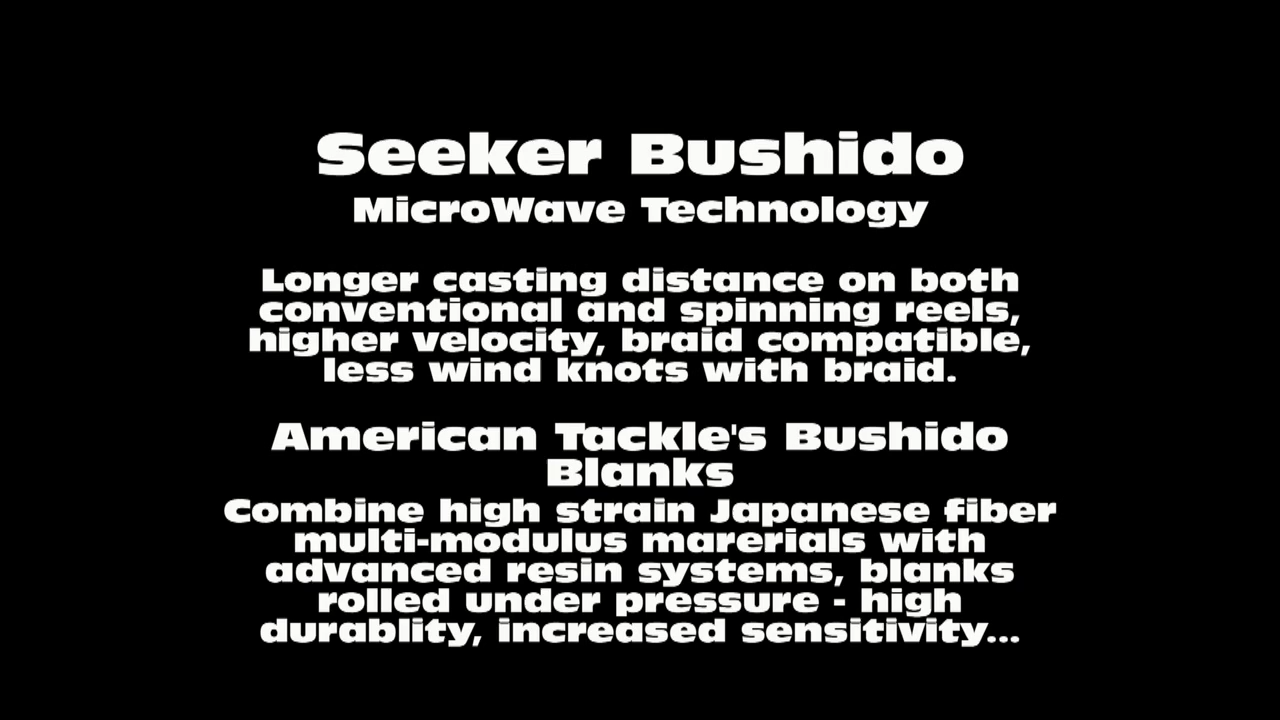 Seeker Bushido
MicroWave Technology
Longer casting distance on both
conventional and spinning reels,
higher velocity, braid compatible,
less wind knots with braid.
American Tackle's Bushido
Blanks
Combine high strain Japanese fiber
multi-modulus marerials with
advanced resin systems, blanks
rolled under pressure - high
durablity, increased sensitivity...